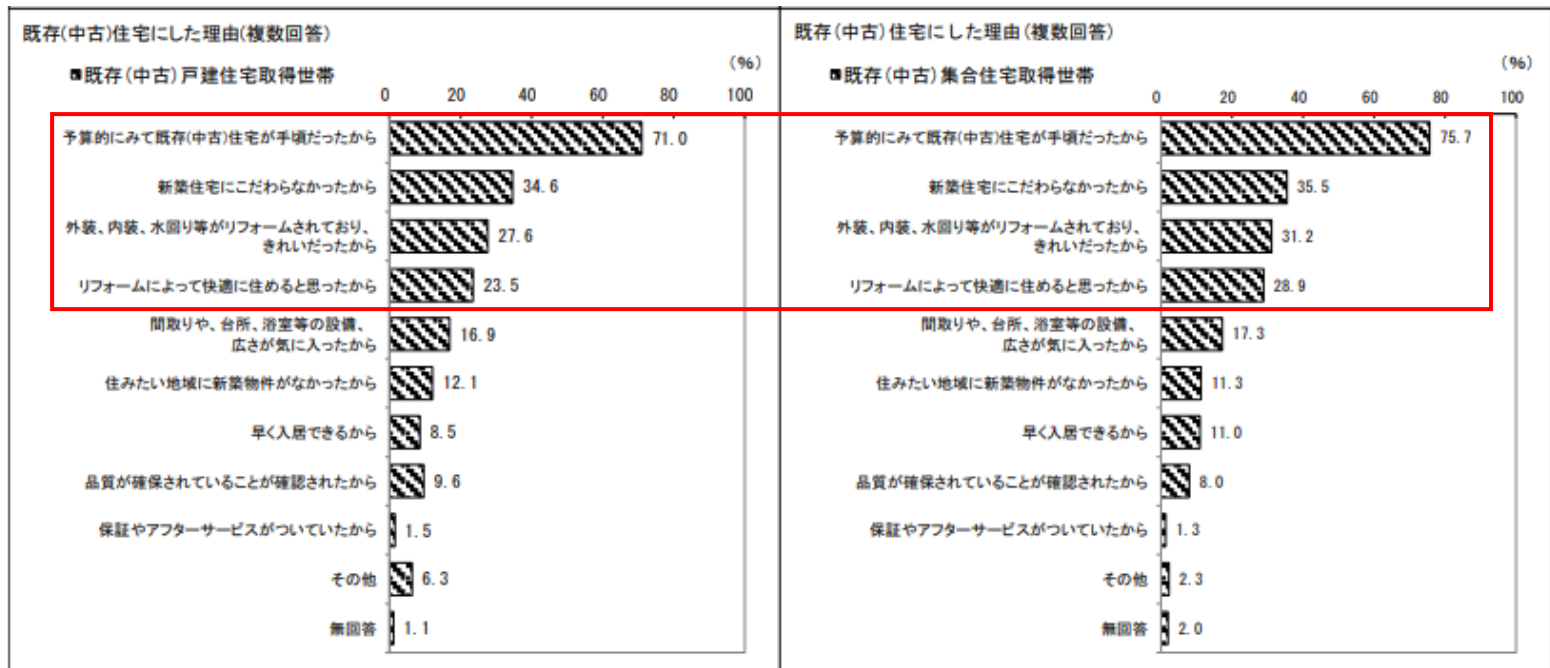 既存(中古)住宅にした理由(複数回答)
(%)
■既存(中古)戸建住宅取得世帯
0 20 40 60 80 100
予算的にみて既存(中古)住宅が手頃だったから 71.0
新築住宅にこだわらなかったから 34.6
外装、内装、水回り等がリフォームされており、
きれいだったから 27.6
リフォームによって快適に住めると思ったから 23.5
間取りや、台所、浴室等の設備、
広さが気に入ったから 16.9
住みたい地域に新築物件がなかったから 12.1
早く入居できるから 8.5
品質が確保されていることが確認されたから 9.6
保証やアフターサービスがついていたから 1.5
その他 6.3
無回答 1.1
既存(中古)住宅にした理由(複数回答)
(%)
■既存(中古)集合住宅取得世帯
0 20 40 60 80 100
予算的にみて既存(中古)住宅が手頃だったから 75.7
新築住宅にこだわらなかったから 35.5
外装、内装、水回り等がリフォームされており、
きれいだったから 31.2
リフォームによって快適に住めると思ったから 28.9
間取りや、台所、浴室等の設備、
広さが気に入ったから 17.3
住みたい地域に新築物件がなかったから 11.3
早く入居できるから 11.0
品質が確保されていることが確認されたから 8.0
保証やアフターサービスがついていたから 1.3
その他 2.3
無回答 2.0